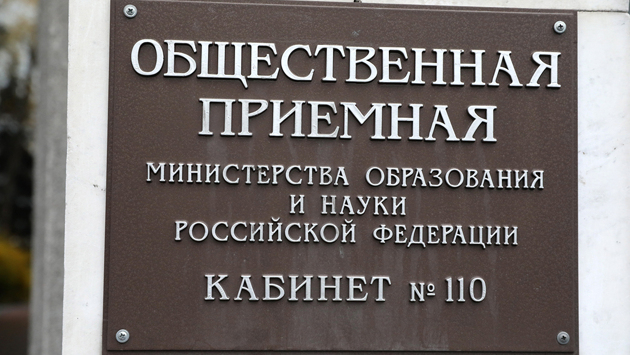 ОБЩЕСТВЕННАЯ
ПРИЕМНАЯ
МИНИСТЕРСТВА ОБРАЗОВАНИЯ
И НАУКИ
РОССИЙСКОЙ ФЕДЕРАЦИИ
КАБИНЕТ № 110